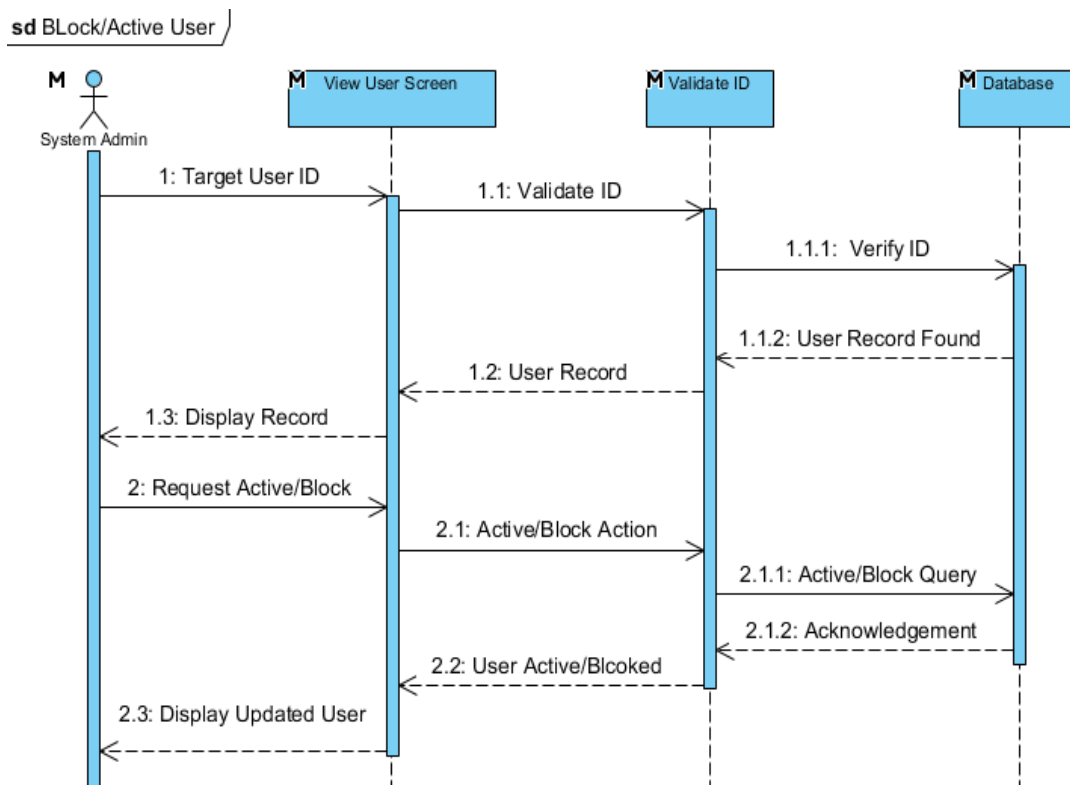 sd BLock/Active User
M
System Admin
M View User Screen
M Validate ID
M Database
1: Target User ID
1.1: Validate ID
1.1.1: Verify ID
1.1.2: User Record Found
1.2: User Record
1.3: Display Record
2: Request Active/Block
2.1: Active/Block Action
2.1.1: Active/Block Query
2.1.2: Acknowledgement
2.2: User Active/Blcoked
2.3: Display Updated User